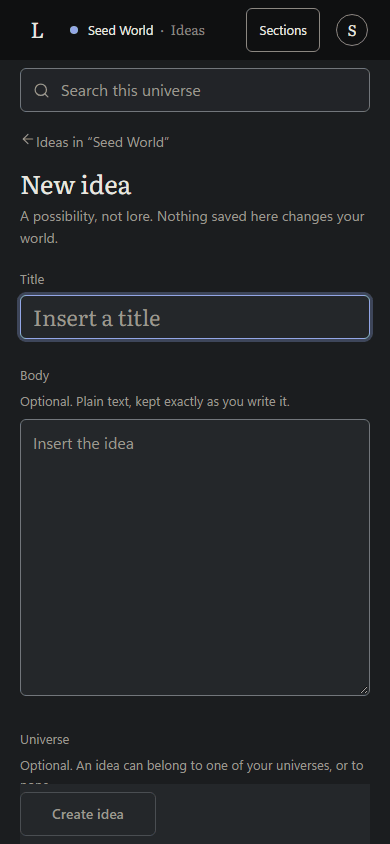 L
Seed World · Ideas
Sections
S
Search this universe
Ideas in “Seed World”
New idea
A possibility, not lore. Nothing saved here changes your
world.
Title
Insert a title
Body
Optional. Plain text, kept exactly as you write it.
Insert the idea
Universe
Optional. An idea can belong to one of your universes, or to
Create idea